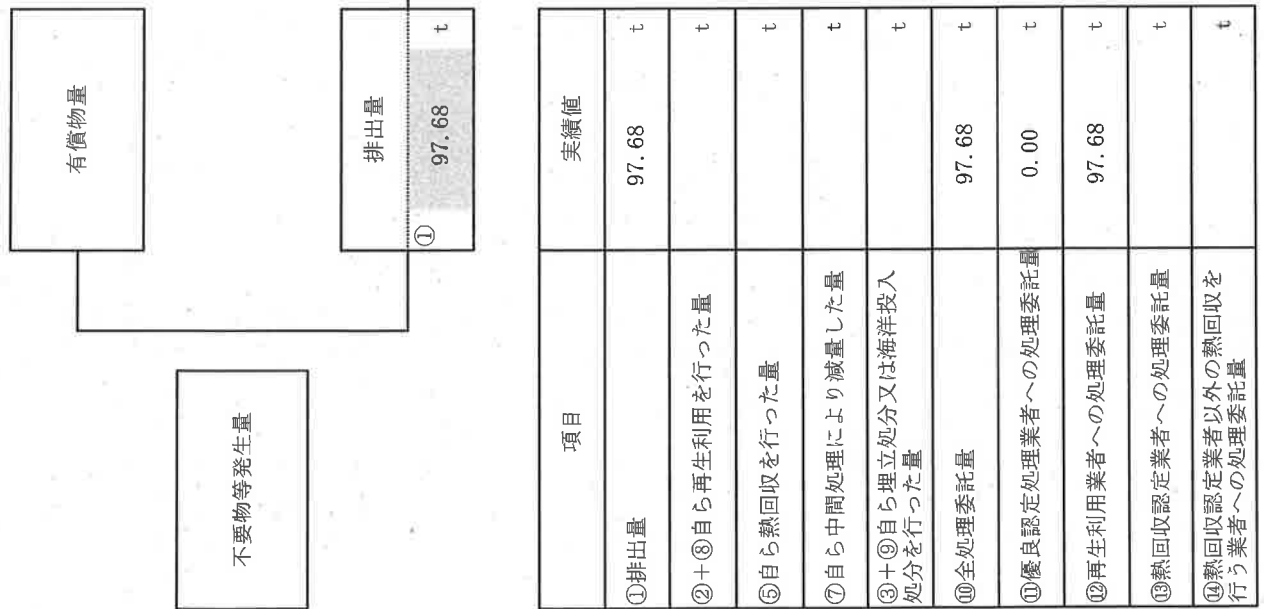 有償物量
不要物等発生量
排出量
① 97.68 t
項目 実績値
①排出量 97.68 t
②+⑧自ら再生利用を行った量 t
⑤自ら熱回収を行った量 t
⑦自ら中間処理により減量した量 t
③+⑨自ら埋立処分又は海洋投入
処分を行った量 t
⑩全処理委託量 97.68 t
⑪優良認定処理業者への処理委託量 0.00 t
⑫再生利用業者への処理委託量 97.68 t
⑬熱回収認定業者への処理委託量 t
⑭熱回収認定業者以外の熱回収を
行う業者への処理委託量 t